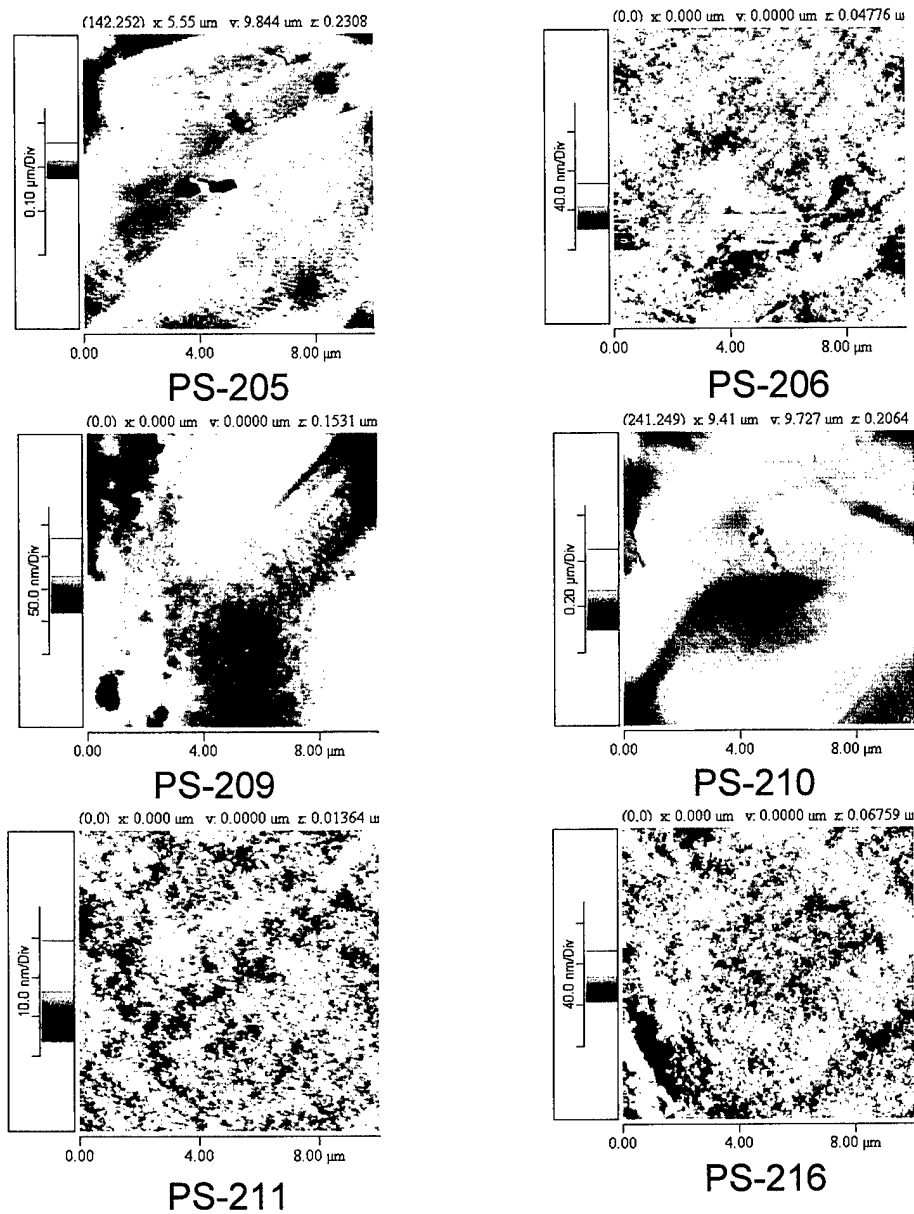 (142.252) x: 5.55 um v: 9.844 um z: 0.2308
0.10 µm/Div
0.00 4.00 8.00 µm
PS-205
(0.0) x: 0.000 um v: 0.0000 um z: 0.04776 u
40.0 nm/Div
0.00 4.00 8.00 µm
PS-206
(0.0) x: 0.000 um v: 0.0000 um z: 0.1531 um
50.0 nm/Div
0.00 4.00 8.00 µm
PS-209
(241.249) x: 9.41 um v: 9.727 um z: 0.2064
0.20 µm/Div
0.00 4.00 8.00 µm
PS-210
(0.0) x: 0.000 um v: 0.0000 um z: 0.01364 u
10.0 nm/Div
0.00 4.00 8.00 µm
PS-211
(0.0) x: 0.000 um v: 0.0000 um z: 0.06759 u
40.0 nm/Div
0.00 4.00 8.00 µm
PS-216